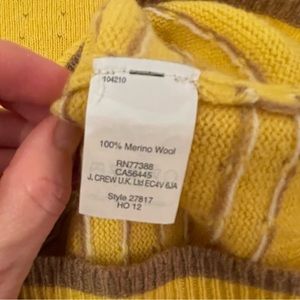 104210
100% Merino Wool
RN77388
CA56445
J. CREW U.K. Ltd EC4V 6JA
Style 27817
HO 12